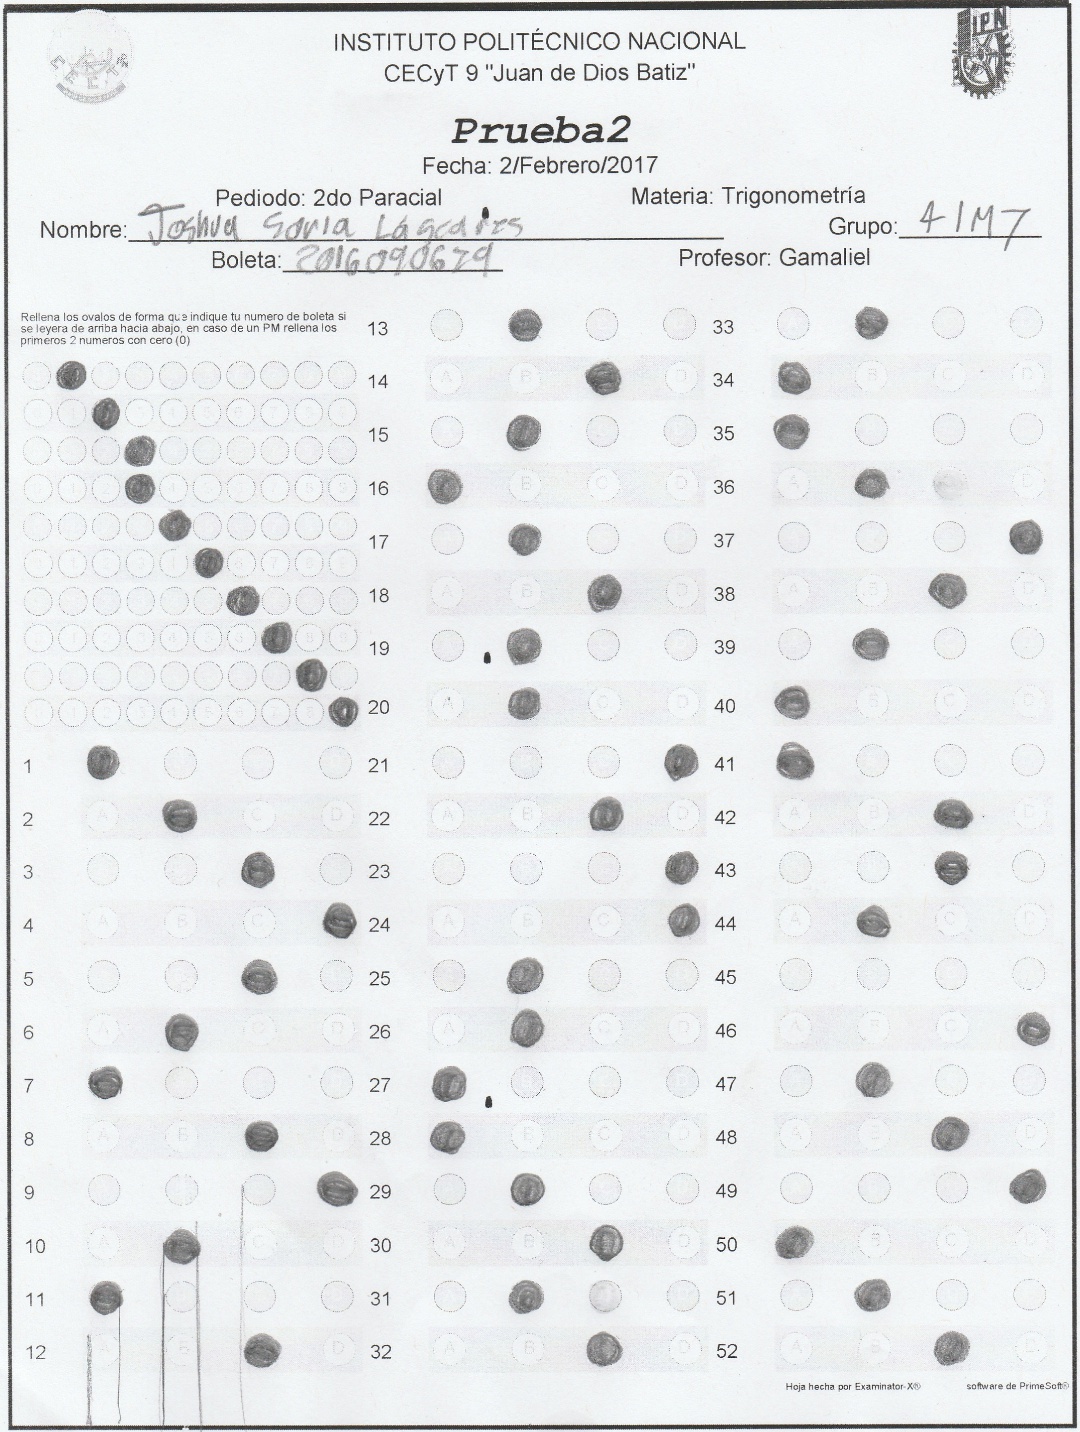 IPN
INSTITUTO POLITÉCNICO NACIONAL
CECyT 9 "Juan de Dios Batiz"
Prueba2
Fecha: 2/Febrero/2017
Pediodo: 2do Paracial Materia: Trigonometría
Nombre: Joshua Soria Grupo: 4IM7
Boleta: 2016090679 Profesor: Gamaliel
Rellena los ovalos de forma que indique tu numero de boleta si
se leyera de arriba hacia abajo, en caso de un PM rellena los
primeros 2 numeros con cero (0)
1
2 A C D
3
4 A B C
5
6 A D
7
8 A B
9
10 C
11
12 B D
13
14 A B D
15
16 B C D
17
18 A B D
19
20 A C D
21
22 A B D
23
24 A B C
25
26 A C D
27
28 B C D
29
30 A B D
31
32 A B D
33
34 B C D
35
36 A D
37
38 A B D
39
40 B C
41
42 A B D
43
44 A C
45
46 A B C
47
48 A B D
49
50 B C
51
52 A B D
Hoja hecha por Examinator-X® software de PrimeSoft®